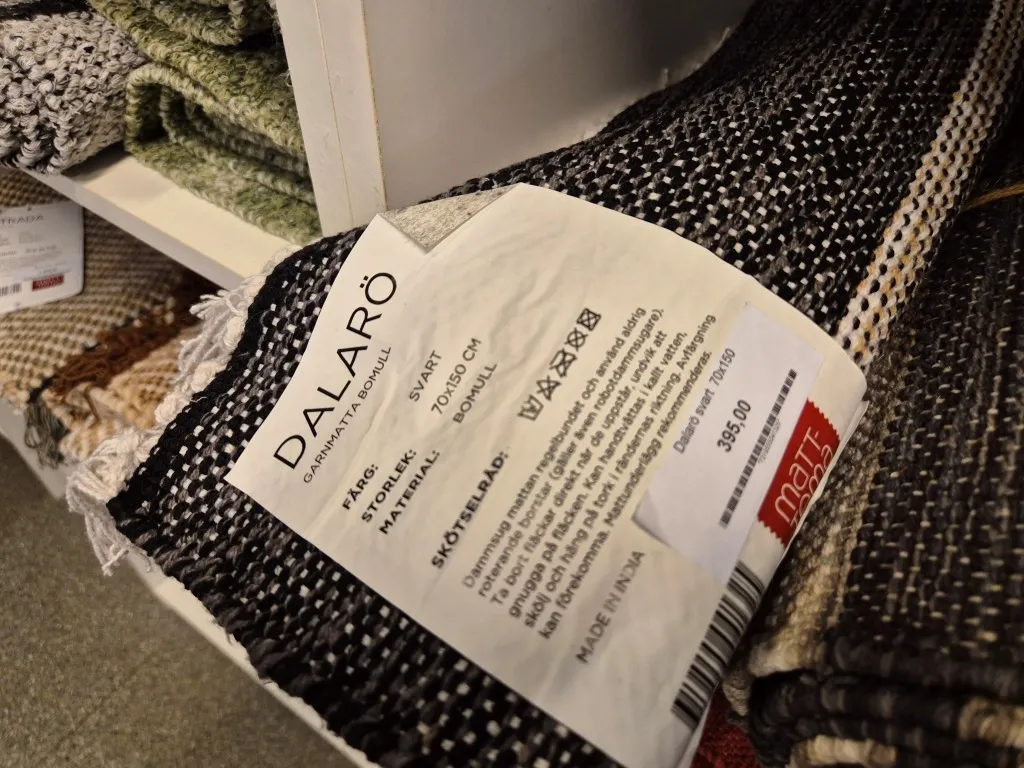 DALARÖ
GARNMATTA BOMULL
FÄRG: SVART
STORLEK: 70x150 CM
MATERIAL: BOMULL
SKÖTSELRÅD:
Dammsug mattan regelbundet och använd aldrig
roterande borstar (gäller även robotdammsugare).
Ta bort fläckar direkt när de uppstår, undvik att
gnugga på fläcken. Kan handtvättas i kallt vatten,
skölj och häng på tork i rändernas riktning. Avfärgning
kan förekomma. Mattunderlägg rekommenderas.
MADE IN INDIA
Dalarö svart 70x150
395,00
MATT
TRADA